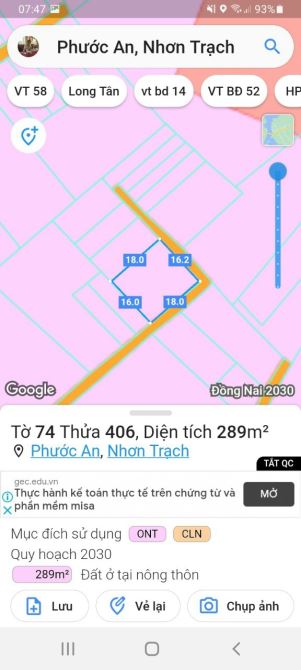 07:47
93%
Phước An, Nhơn Trạch
VT 58
Long Tân
vt bd 14
VT BĐ 52
HP
18.0
16.2
16.0
18.0
Google
Đồng Nai 2030
Tờ 74 Thửa 406, Diện tích 289m²
Phước An, Nhơn Trạch
TẮT QC
gec.edu.vn
Thực hành kế toán thực tế trên chứng từ và
phần mềm misa
MỞ
Mục đích sử dụng ONT CLN
Quy hoạch 2030
289m² Đất ở tại nông thôn
Lưu
Vẽ lại
Chụp ảnh